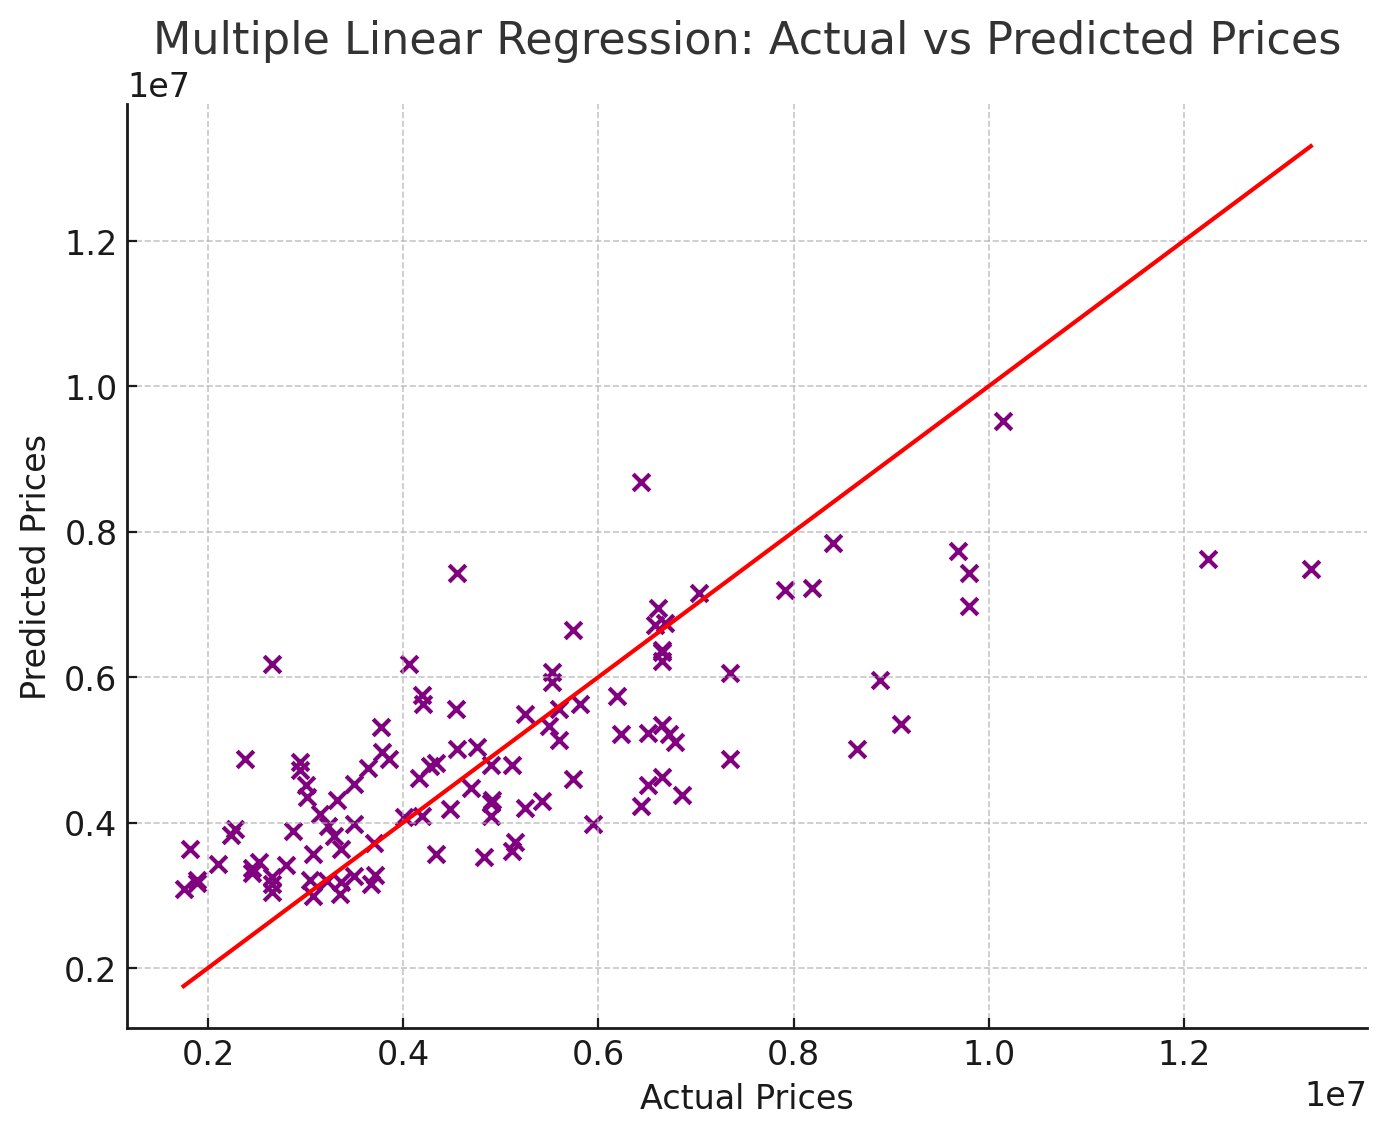 Multiple Linear Regression: Actual vs Predicted Prices
1e7
1.2
1.0
0.8
0.6
0.4
0.2
Predicted Prices
0.2 0.4 0.6 0.8 1.0 1.2
1e7
Actual Prices